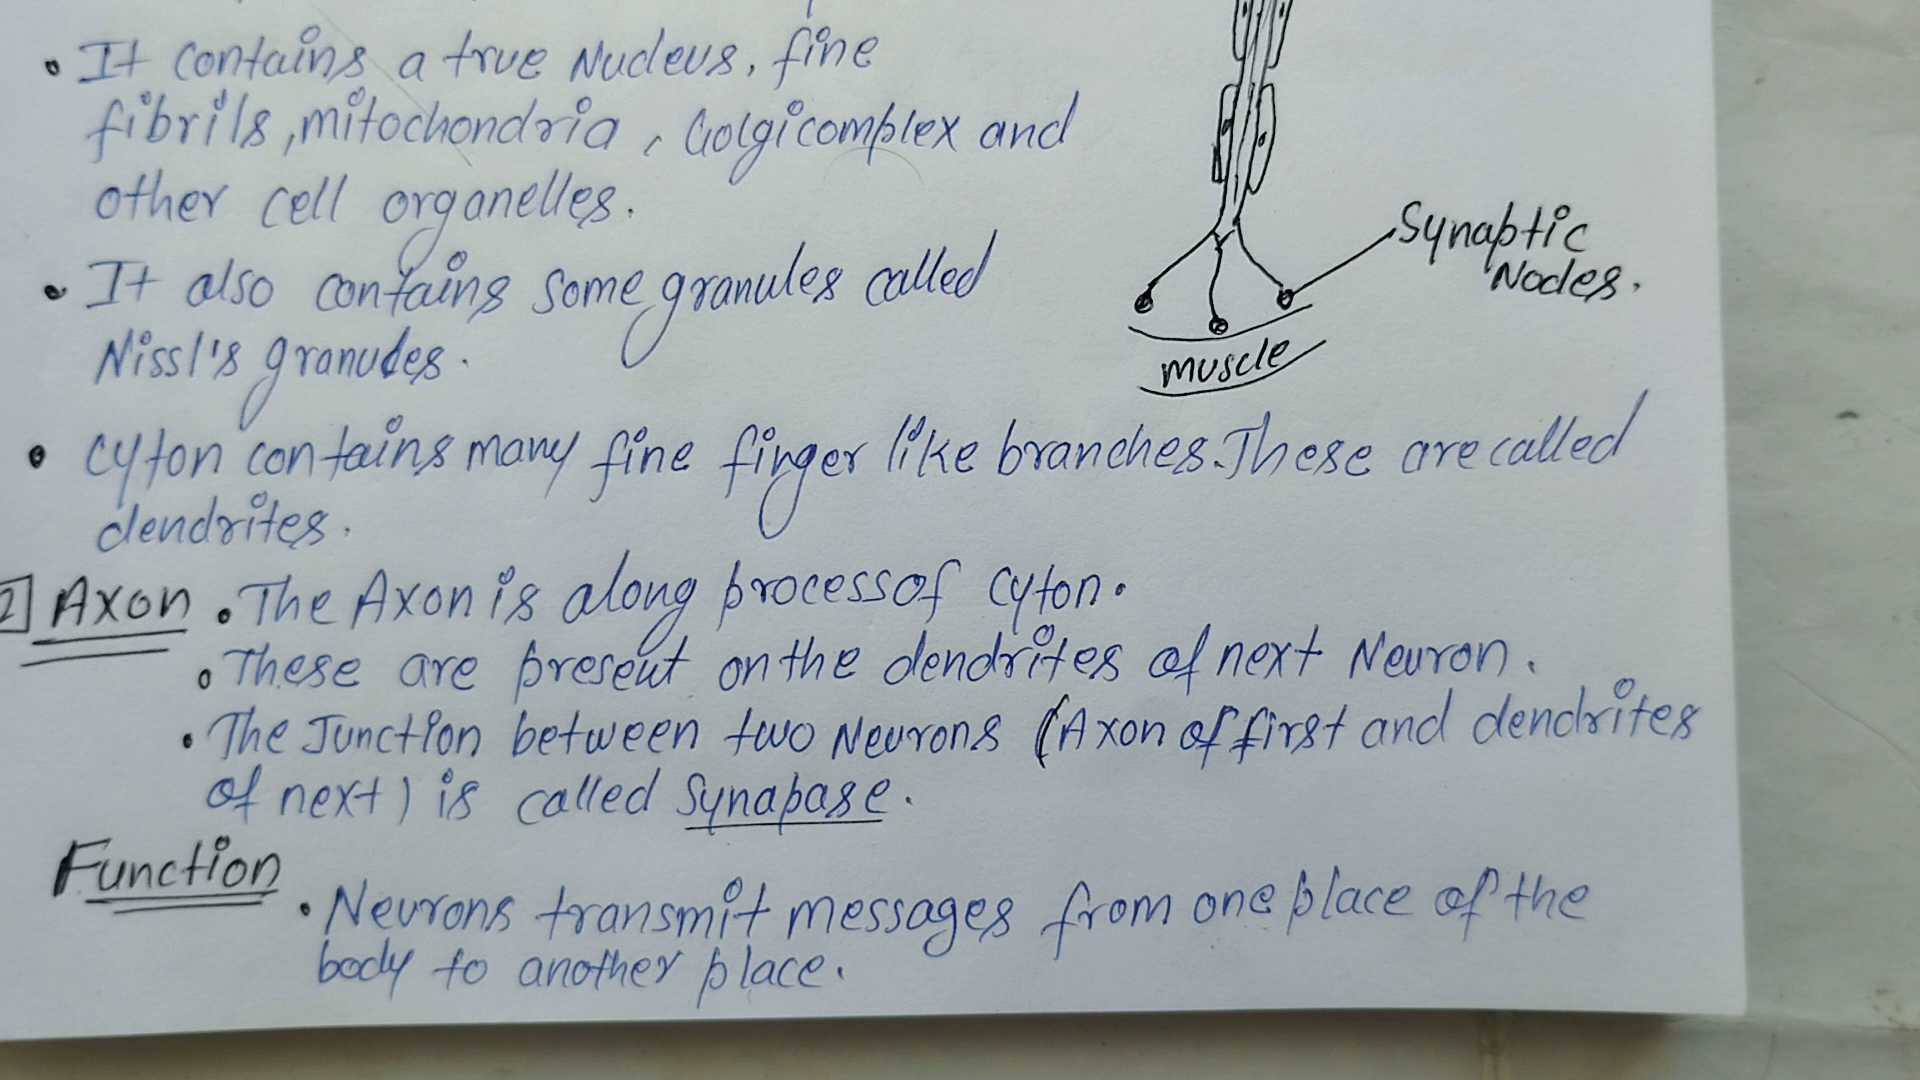 • It contains a true Nucleus, fine
fibrils, mitochondria, Golgi complex and
other cell organelles.
• It also contains some granules called
Nissl's granules.
Synaptic
Nodes.
muscle
• Cyton contains many fine finger like branches. These are called
dendrites.
2] Axon • The Axon is along process of Cyton.
• These are present on the dendrites of next Neuron.
• The Junction between two Neurons (Axon of first and dendrites
of next) is called Synapase.
Function
• Neurons transmit messages from one place of the
body to another place.